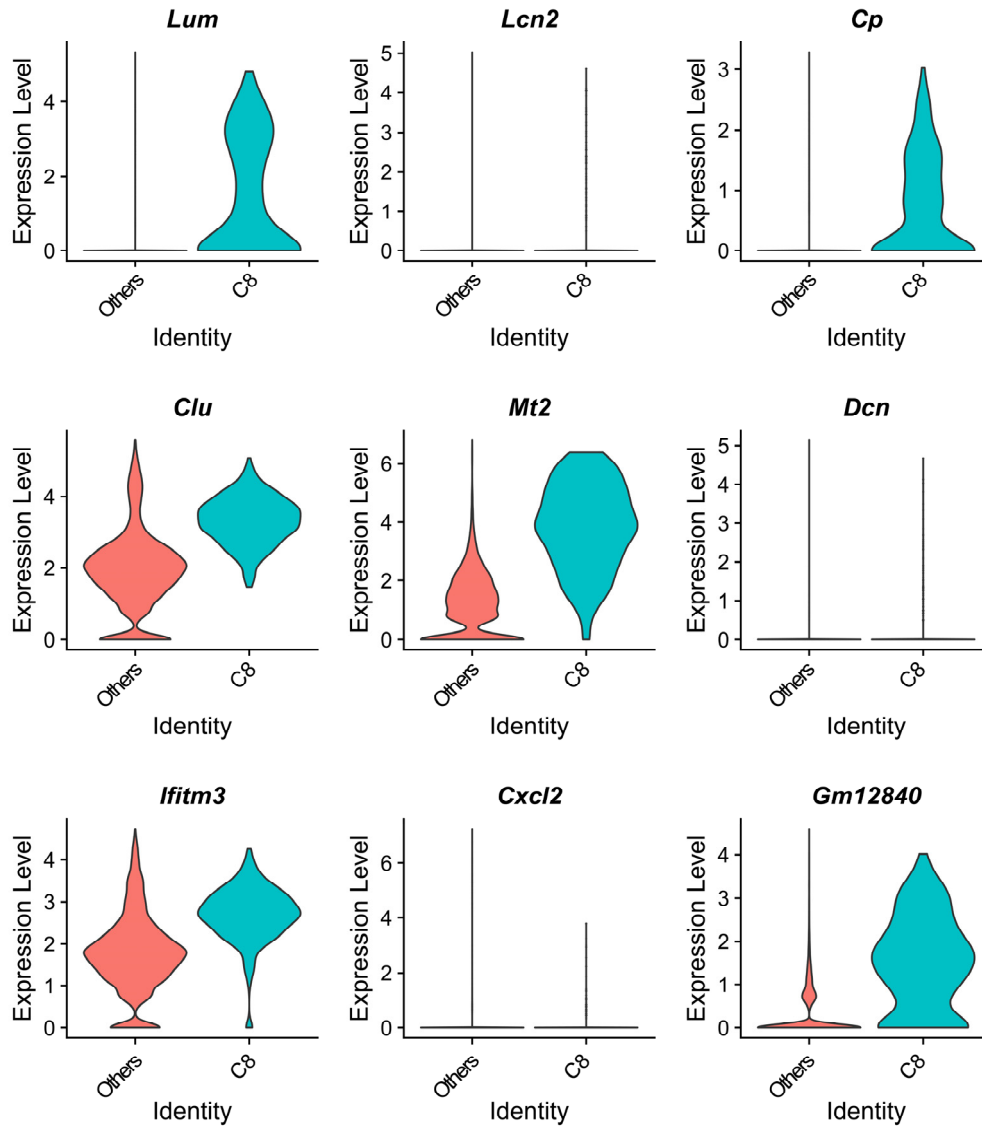 Lum
Lcn2
Cp
Expression Level
4
2
0
Others
C8
Identity
Expression Level
5
4
3
2
1
0
Others
C8
Identity
Expression Level
3
2
1
0
Others
C8
Identity
Clu
Mt2
Dcn
Expression Level
4
2
0
Others
C8
Identity
Expression Level
6
4
2
0
Others
C8
Identity
Expression Level
5
4
3
2
1
0
Others
C8
Identity
Ifitm3
Cxcl2
Gm12840
Expression Level
4
3
2
1
0
Others
C8
Identity
Expression Level
6
4
2
0
Others
C8
Identity
Expression Level
4
3
2
1
0
Others
C8
Identity